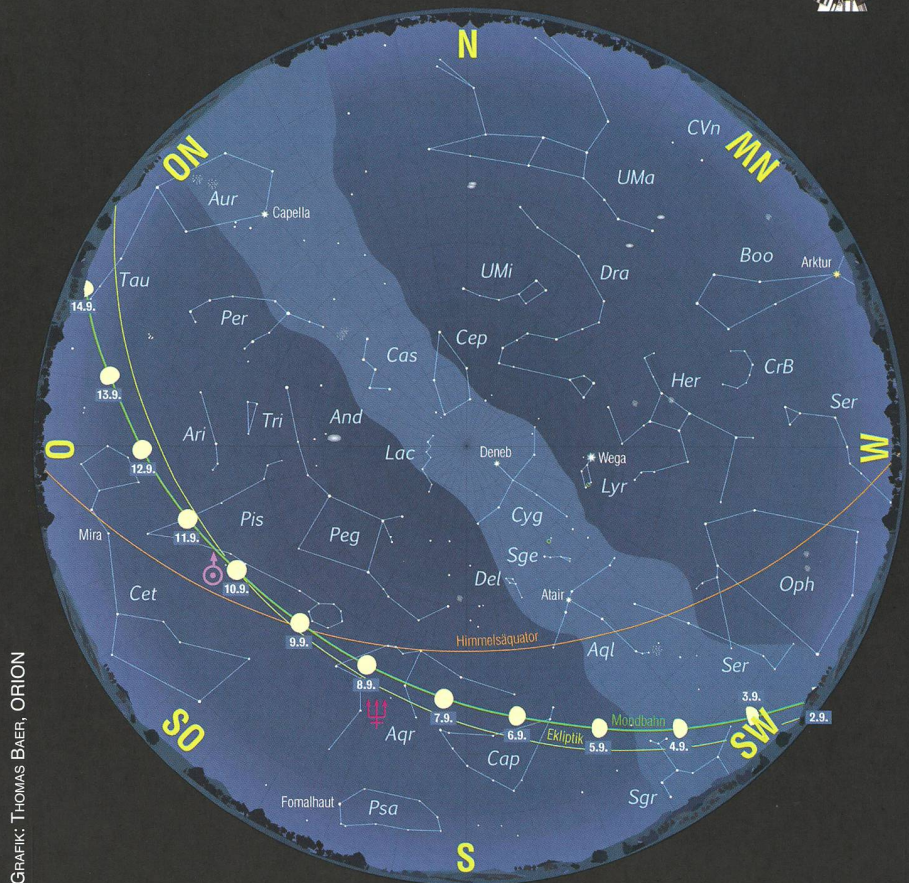 N
NO
NW
CVn
UMa
Aur
Capella
Boo
Arktur
Tau
UMi
Dra
14.9.
Per
Cep
Cas
CrB
Her
13.9.
Ser
And
Tri
Ari
O
Lac
Deneb
Wega
W
12.9.
Lyr
Cyg
Pis
Peg
Mira
11.9.
Sge
Del
10.9.
Atair
Oph
Cet
9.9.
Himmelsäquator
Aql
Ser
8.9.
3.9.
SO
Aqr
7.9.
6.9.
Ekliptik
Mondbahn
5.9.
4.9.
SW
2.9.
Cap
Sgr
Fomalhaut
Psa
S
GRAFIK: THOMAS BAER, ORION